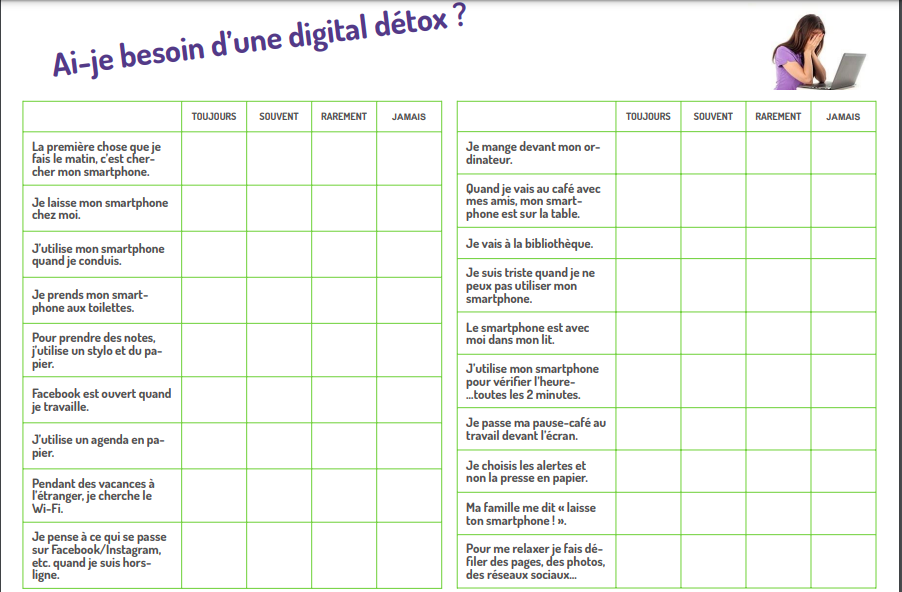 Ai-je besoin d'une digital détox ?
TOUJOURS SOUVENT RAREMENT JAMAIS
La première chose que je
fais le matin, c'est cher-
cher mon smartphone.
Je laisse mon smartphone
chez moi.
J'utilise mon smartphone
quand je conduis.
Je prends mon smart-
phone aux toilettes.
Pour prendre des notes,
j'utilise un stylo et du pa-
pier.
Facebook est ouvert quand
je travaille.
J'utilise un agenda en pa-
pier.
Pendant des vacances à
l'étranger, je cherche le
Wi-Fi.
Je pense à ce qui se passe
sur Facebook/Instagram,
etc. quand je suis hors-
ligne.
TOUJOURS SOUVENT RAREMENT JAMAIS
Je mange devant mon or-
dinateur.
Quand je vais au café avec
mes amis, mon smart-
phone est sur la table.
Je vais à la bibliothèque.
Je suis triste quand je ne
peux pas utiliser mon
smartphone.
Le smartphone est avec
moi dans mon lit.
J'utilise mon smartphone
pour vérifier l'heure-
...toutes les 2 minutes.
Je passe ma pause-café au
travail devant l'écran.
Je choisis les alertes et
non la presse en papier.
Ma famille me dit « laisse
ton smartphone ! ».
Pour me relaxer je fais dé-
filer des pages, des photos,
des réseaux sociaux...